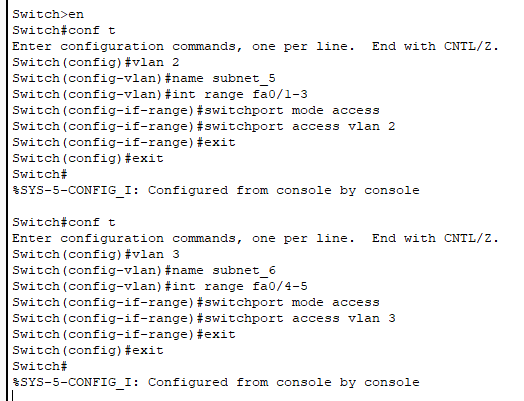 Switch>en
Switch#conf t
Enter configuration commands, one per line.  End with CNTL/Z.
Switch(config)#vlan 2
Switch(config-vlan)#name subnet_5
Switch(config-vlan)#int range fa0/1-3
Switch(config-if-range)#switchport mode access
Switch(config-if-range)#switchport access vlan 2
Switch(config-if-range)#exit
Switch(config)#exit
Switch#
%SYS-5-CONFIG_I: Configured from console by console
Switch#conf t
Enter configuration commands, one per line.  End with CNTL/Z.
Switch(config)#vlan 3
Switch(config-vlan)#name subnet_6
Switch(config-vlan)#int range fa0/4-5
Switch(config-if-range)#switchport mode access
Switch(config-if-range)#switchport access vlan 3
Switch(config-if-range)#exit
Switch(config)#exit
Switch#
%SYS-5-CONFIG_I: Configured from console by console